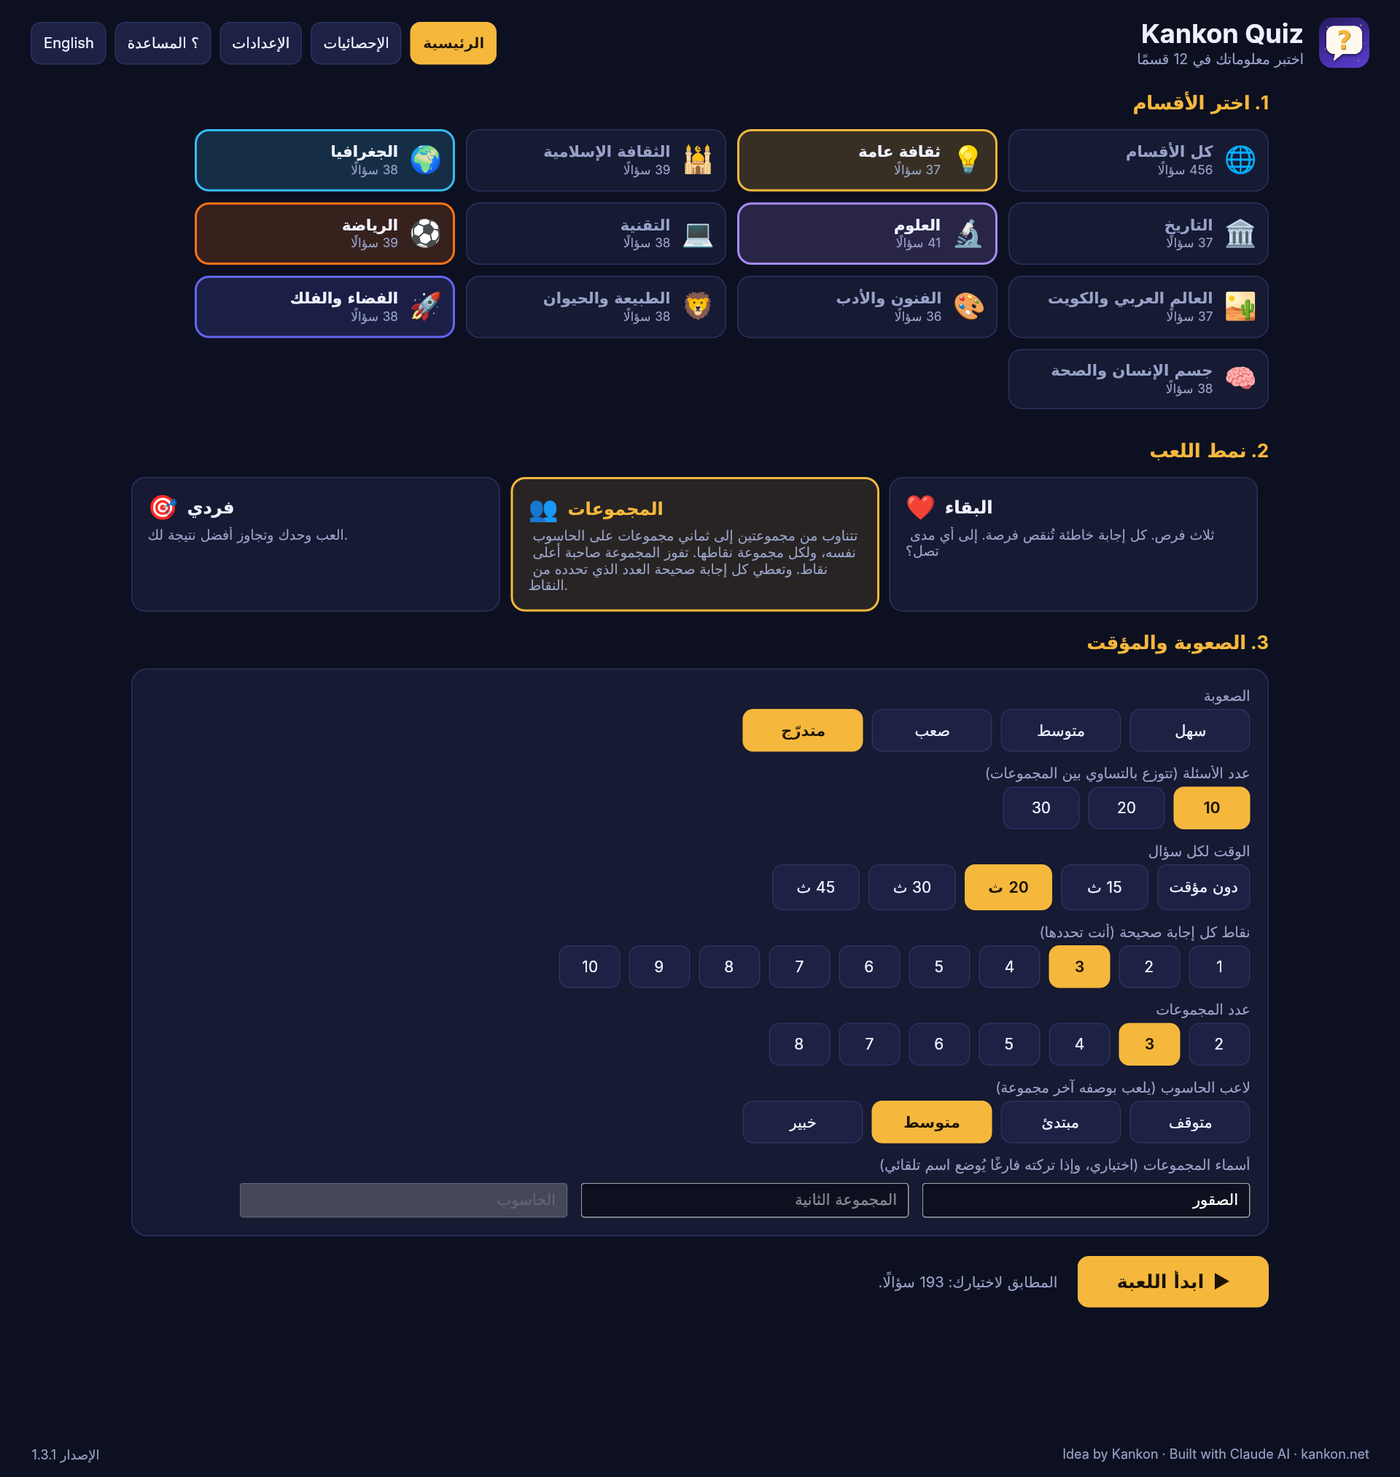 Kankon Quiz
اختبر معلوماتك في 12 قسمًا
الرئيسية
الإحصائيات
الإعدادات
؟ المساعدة
English
1. اختر الأقسام
كل الأقسام
456 سؤالًا
ثقافة عامة
37 سؤالًا
الثقافة الإسلامية
39 سؤالًا
الجغرافيا
38 سؤالًا
التاريخ
37 سؤالًا
العلوم
41 سؤالًا
التقنية
38 سؤالًا
الرياضة
39 سؤالًا
العالم العربي والكويت
37 سؤالًا
الفنون والأدب
36 سؤالًا
الطبيعة والحيوان
38 سؤالًا
الفضاء والفلك
38 سؤالًا
جسم الإنسان والصحة
38 سؤالًا
2. نمط اللعب
البقاء
ثلاث فرص. كل إجابة خاطئة تُنقص فرصة. إلى أي مدى
تصل؟
المجموعات
تتناوب من مجموعتين إلى ثماني مجموعات على الحاسوب
نفسه، ولكل مجموعة نقاطها. تفوز المجموعة صاحبة أعلى
نقاط. وتعطي كل إجابة صحيحة العدد الذي تحدده من
النقاط.
فردي
العب وحدك وتجاوز أفضل نتيجة لك.
3. الصعوبة والمؤقت
الصعوبة
سهل
متوسط
صعب
متدرّج
عدد الأسئلة (تتوزع بالتساوي بين المجموعات)
10
20
30
الوقت لكل سؤال
دون مؤقت
15 ث
20 ث
30 ث
45 ث
نقاط كل إجابة صحيحة (أنت تحددها)
1
2
3
4
5
6
7
8
9
10
عدد المجموعات
2
3
4
5
6
7
8
لاعب الحاسوب (يلعب بوصفه آخر مجموعة)
متوقف
مبتدئ
متوسط
خبير
أسماء المجموعات (اختياري، وإذا تركته فارغًا يُوضع اسم تلقائي)
الصقور
المجموعة الثانية
الحاسوب
▶ ابدأ اللعبة
المطابق لاختيارك: 193 سؤالًا.
Idea by Kankon · Built with Claude AI · kankon.net
الإصدار 1.3.1